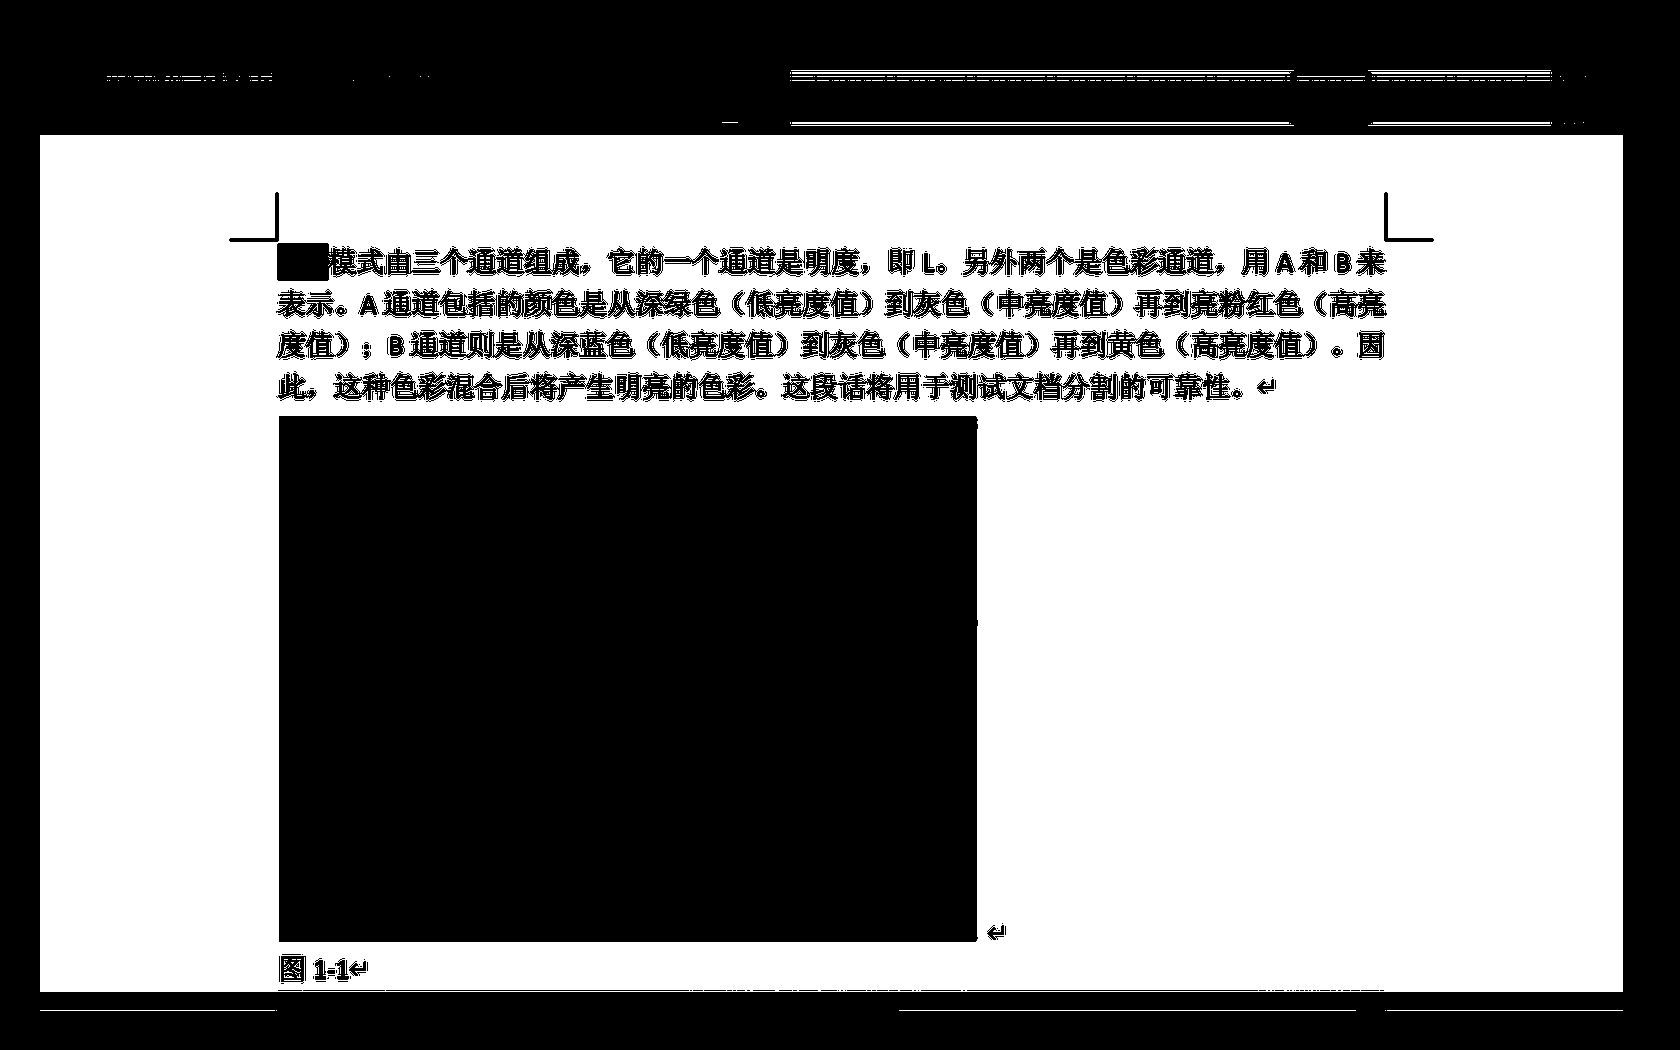 模式由三个通道组成，它的一个通道是明度，即 L。另外两个是色彩通道，用 A 和 B 来
表示。A 通道包括的颜色是从深绿色（低亮度值）到灰色（中亮度值）再到亮粉红色（高亮
度值）；B 通道则是从深蓝色（低亮度值）到灰色（中亮度值）再到黄色（高亮度值）。因
此，这种色彩混合后将产生明亮的色彩。这段话将用于测试文档分割的可靠性。↵
↵
图 1-1↵